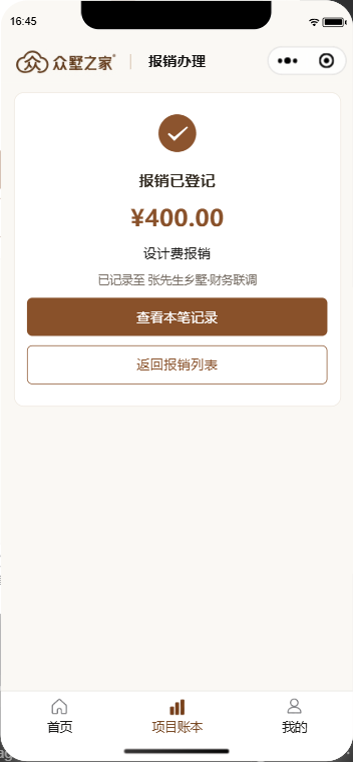 16:45
众墅之家® 报销办理
报销已登记
¥400.00
设计费报销
已记录至 张先生乡墅·财务联调
查看本笔记录
返回报销列表
首页 项目账本 我的